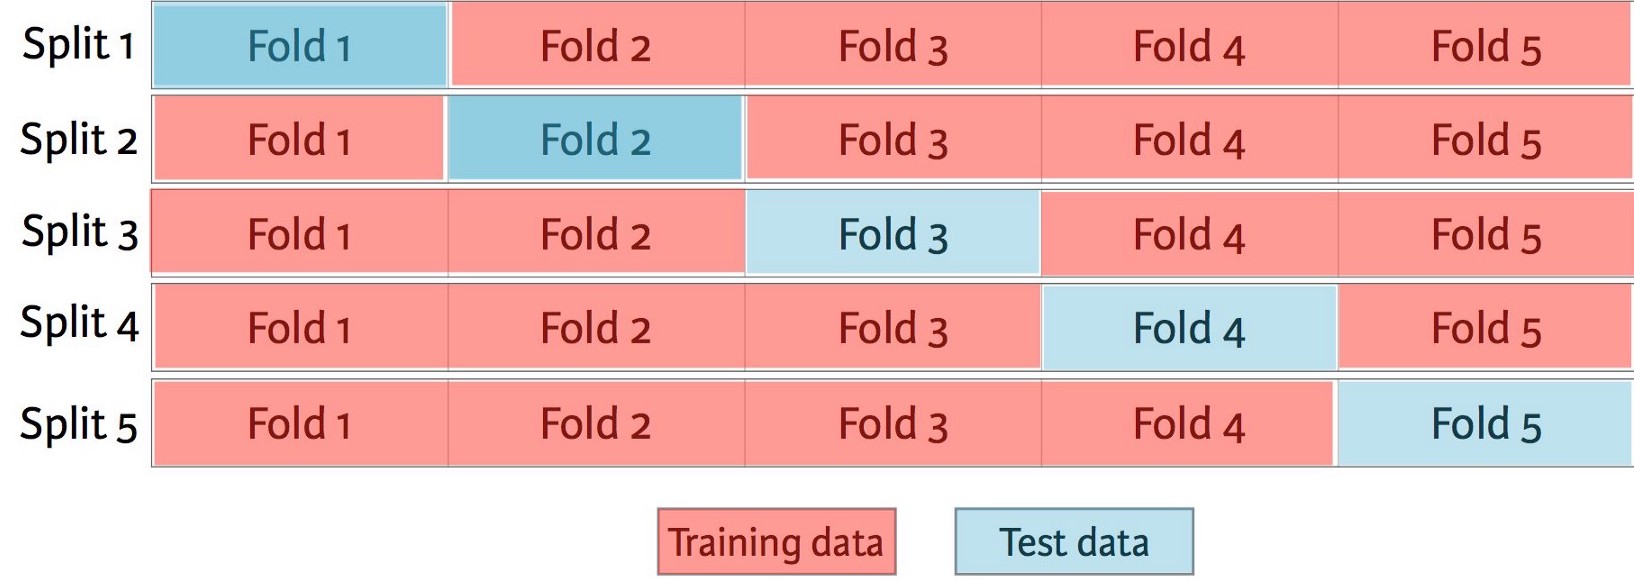 Split 1 Fold 1 Fold 2 Fold 3 Fold 4 Fold 5
Split 2 Fold 1 Fold 2 Fold 3 Fold 4 Fold 5
Split 3 Fold 1 Fold 2 Fold 3 Fold 4 Fold 5
Split 4 Fold 1 Fold 2 Fold 3 Fold 4 Fold 5
Split 5 Fold 1 Fold 2 Fold 3 Fold 4 Fold 5
Training data Test data